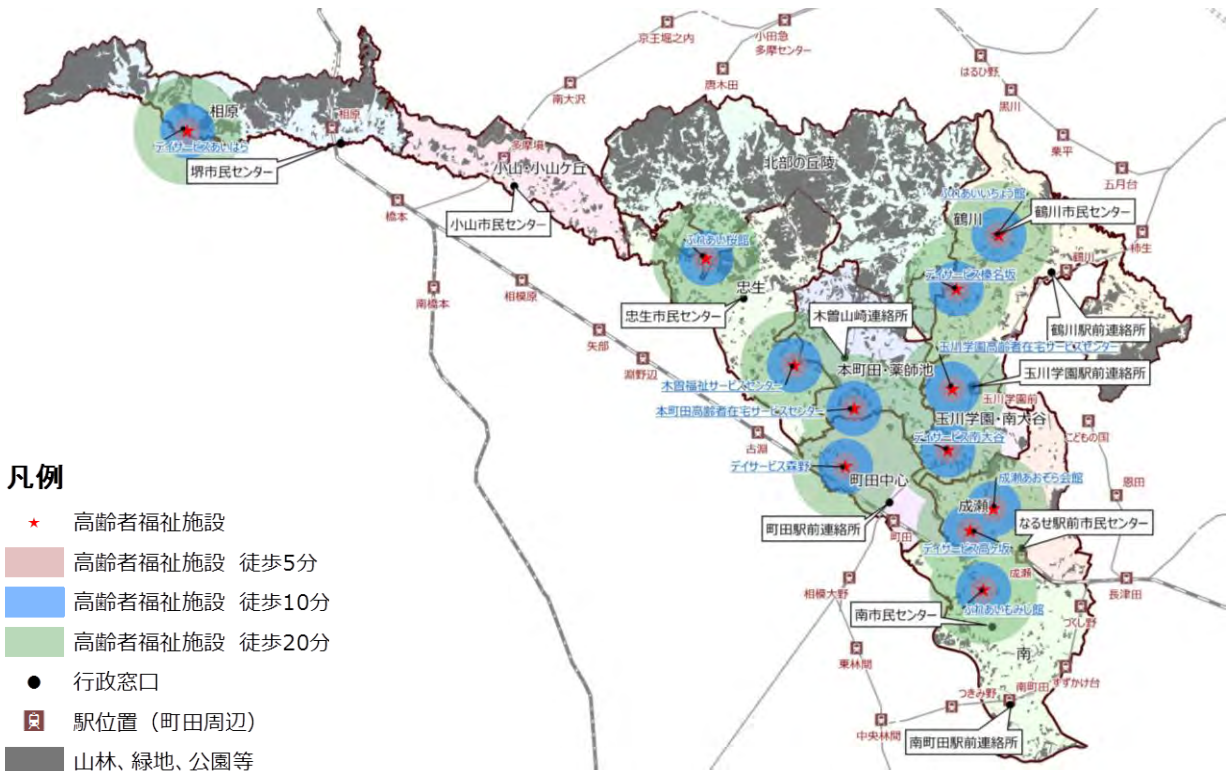 京王堀之内
小田急
多摩センター
はるひ野
唐木田
南大沢
黒川
相原
相原
デイサービスあいはら
堺市民センター
多摩境
小山・小山ケ丘
北部の丘陵
栗平
五月台
橋本
小山市民センター
ふれあいいちょう館
鶴川
鶴川市民センター
柿生
鶴川
ふれあい桜館
忠生
デイサービス榛名坂
南橋本
相模原
忠生市民センター
木曽山崎連絡所
鶴川駅前連絡所
矢部
玉川学園高齢者在宅サービスセンター
淵野辺
本町田・薬師池
玉川学園駅前連絡所
木曽福祉サービスセンター
玉川学園前
本町田高齢者在宅サービスセンター
玉川学園・南大谷
こどもの国
古淵
デイサービス南大谷
デイサービス森野
町田中心
成瀬あおぞら会館
恩田
成瀬
なるせ駅前市民センター
町田駅前連絡所
町田
デイサービス高ヶ坂
成瀬
相模大野
長津田
ふれあいもみじ館
南市民センター
つくし野
東林間
南
すずかけ台
つきみ野
南町田
中央林間
南町田駅前連絡所
凡例
高齢者福祉施設
高齢者福祉施設 徒歩5分
高齢者福祉施設 徒歩10分
高齢者福祉施設 徒歩20分
行政窓口
駅位置（町田周辺）
山林、緑地、公園等